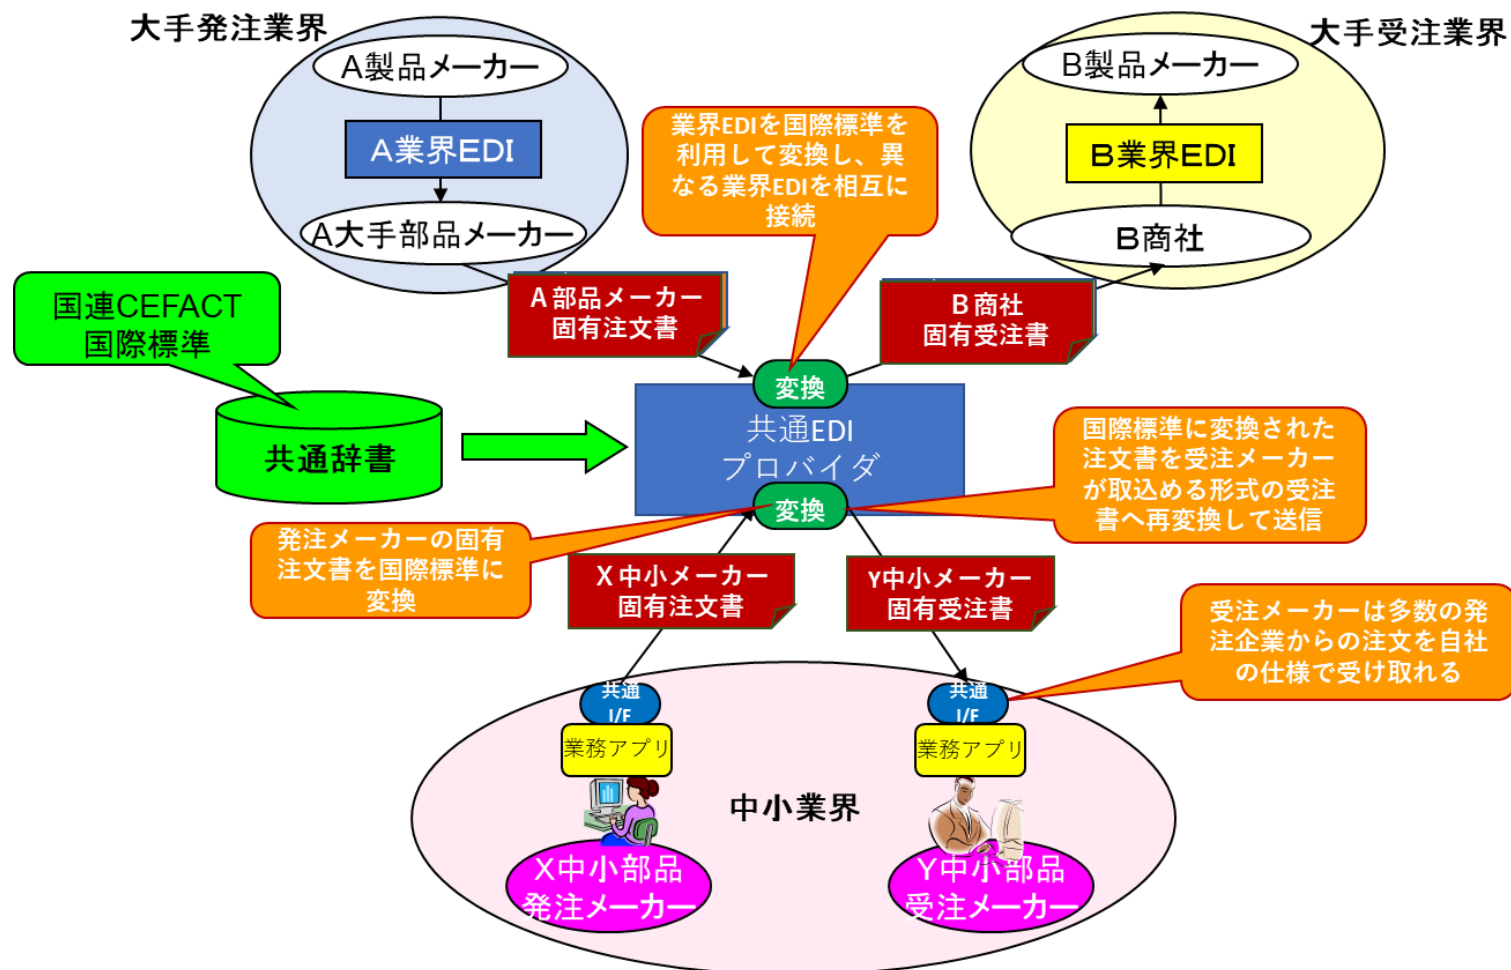 大手発注業界
A製品メーカー
A業界EDI
A大手部品メーカー
大手受注業界
B製品メーカー
B業界EDI
B商社
業界EDIを国際標準を
利用して変換し、異
なる業界EDIを相互に
接続
国連CEFACT
国際標準
共通辞書
A部品メーカー
固有注文書
B商社
固有受注書
変換
共通EDI
プロバイダ
変換
国際標準に変換された
注文書を受注メーカー
が取込める形式の受注
書へ再変換して送信
発注メーカーの固有
注文書を国際標準に
変換
X中小メーカー
固有注文書
Y中小メーカー
固有受注書
受注メーカーは多数の発
注企業からの注文を自社
の仕様で受け取れる
共通
I/F
業務アプリ
共通
I/F
業務アプリ
中小業界
X中小部品
発注メーカー
Y中小部品
受注メーカー